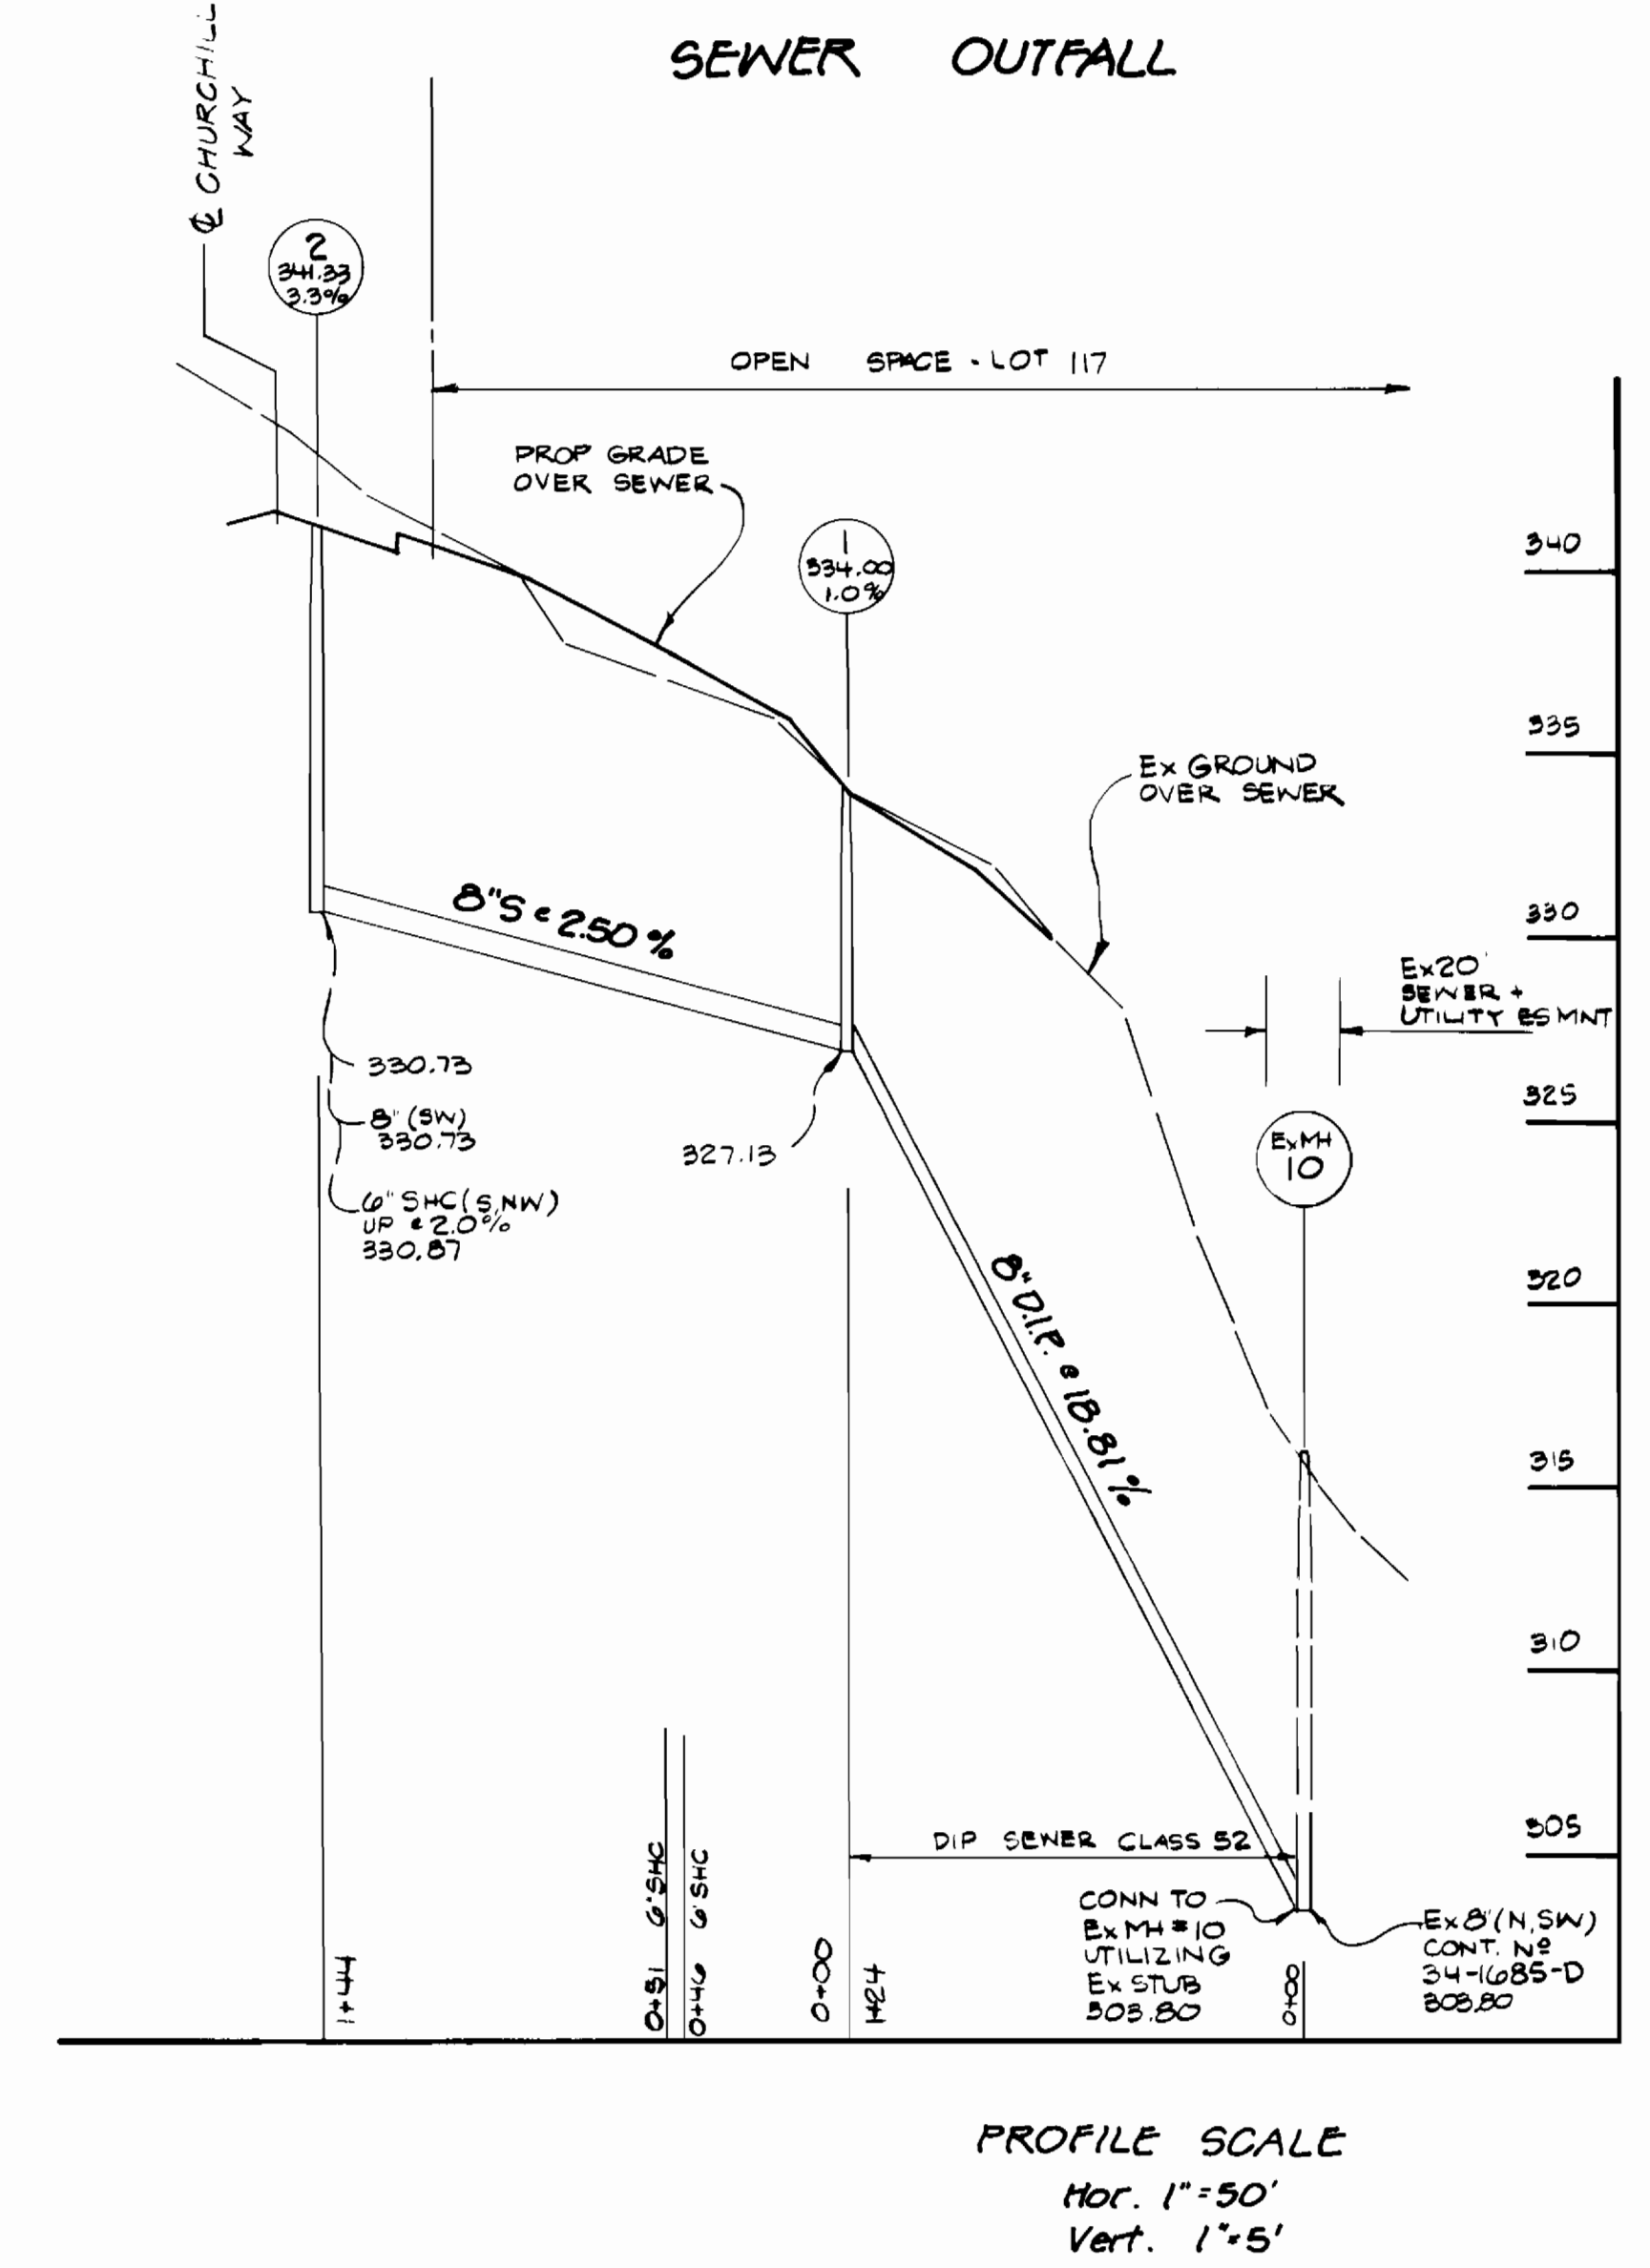 SEWER OUTFALL
℄ CHURCHILL
WAY
2
341.33
3.3%
OPEN SPACE - LOT 117
PROP GRADE
OVER SEWER
1
334.00
1.0%
340
335
EX GROUND
OVER SEWER
330
8"S @ 2.50%
EX 20'
SEWER +
UTILITY ESMNT
325
330.73
8" (SW)
330.73
327.13
EX MH
10
6" SHC (S, NW)
UP @ 2.0%
330.87
320
8" D.I.P. @ 18.81%
315
310
305
DIP SEWER CLASS 52
CONN TO
EX MH #10
UTILIZING
EX STUB
303.80
EX 8" (N, SW)
CONT. Nº
34-1685-D
303.80
1+44
0+51 6" SHC
0+46 6" SHC
0+00
1+24
0+00
PROFILE SCALE
Hor. 1"=50'
Vert. 1"=5'